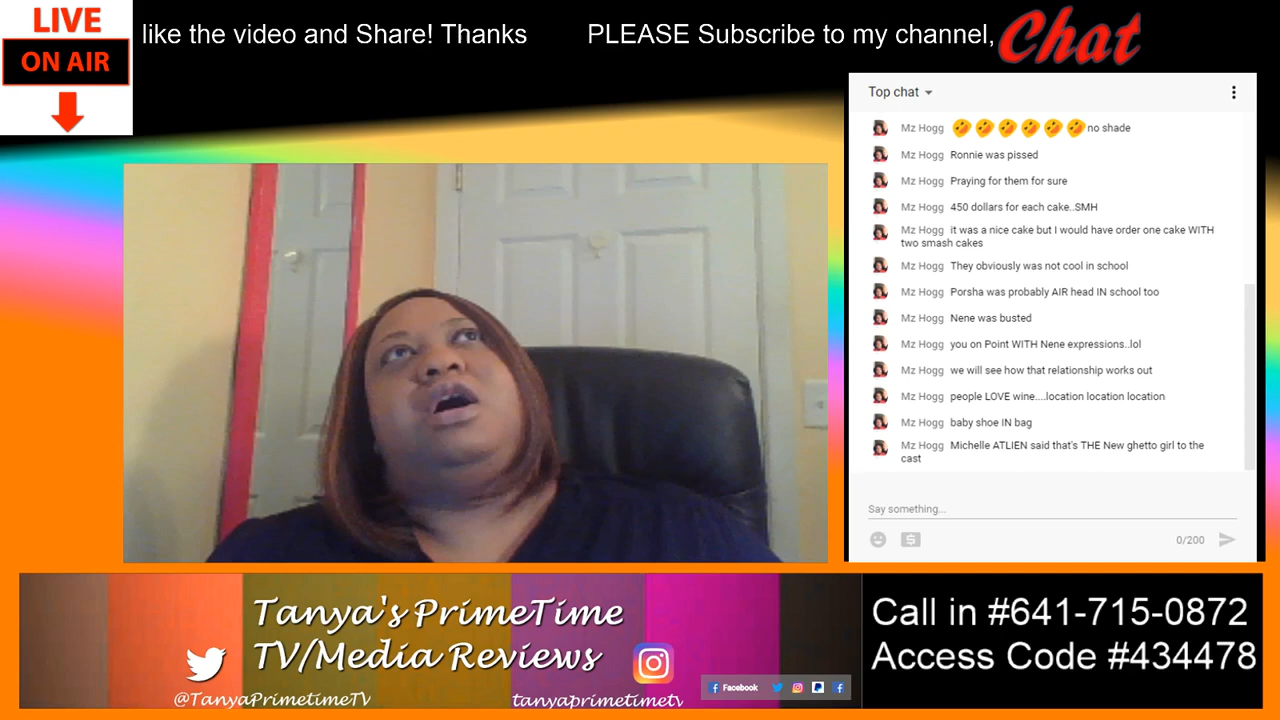 LIVE
ON AIR
like the video and Share! Thanks PLEASE Subscribe to my channel,
Chat
Top chat
Mz Hogg no shade
Mz Hogg Ronnie was pissed
Mz Hogg Praying for them for sure
Mz Hogg 450 dollars for each cake..SMH
Mz Hogg it was a nice cake but I would have order one cake WITH
two smash cakes
Mz Hogg They obviously was not cool in school
Mz Hogg Porsha was probably AIR head IN school too
Mz Hogg Nene was busted
Mz Hogg you on Point WITH Nene expressions..lol
Mz Hogg we will see how that relationship works out
Mz Hogg people LOVE wine....location location location
Mz Hogg baby shoe IN bag
Mz Hogg Michelle ATLIEN said that's THE New ghetto girl to the
cast
Say something...
0/200
Tanya's PrimeTime
TV/Media Reviews
@TanyaPrimetimeTV
tanyaprimetimetv
Facebook
Call in #641-715-0872
Access Code #434478